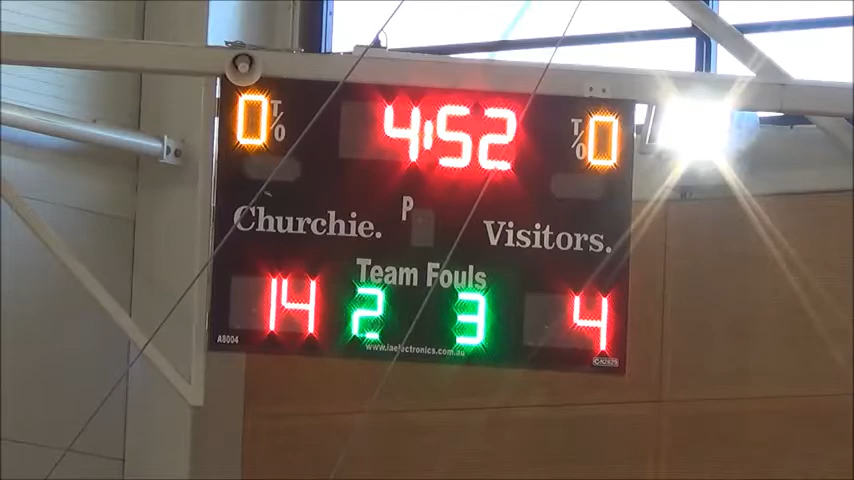 0 T/O 4:52 T/O 0
P
Churchie. Visitors.
Team Fouls
14 2 3 4
A8004 www.iaelectronics.com.au